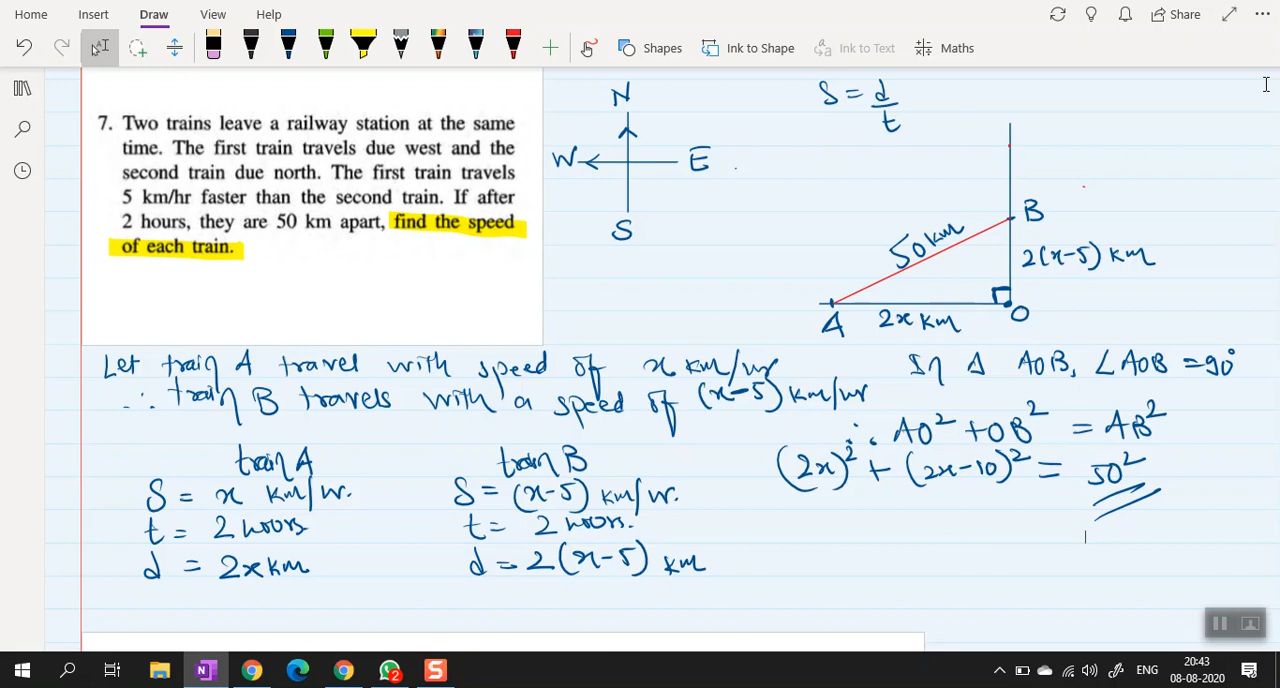 Home Insert Draw View Help Share
Shapes Ink to Shape Ink to Text Maths
7. Two trains leave a railway station at the same
time. The first train travels due west and the
second train due north. The first train travels
5 km/hr faster than the second train. If after
2 hours, they are 50 km apart, find the speed
of each train.
N
W E
S
S = d/t
B
50 km
2(x-5) km
A 2x km O
Let train A travel with speed of x km/hr
∴ train B travels with a speed of (x-5) km/hr
train A
S = x km/hr.
t = 2 hours.
d = 2x km
train B
S = (x-5) km/hr.
t = 2 hours.
d = 2(x-5) km
In Δ AOB, ∠AOB = 90°
∴ AO² + OB² = AB²
(2x)² + (2x-10)² = 50²
2
ENG
20:43
08-08-2020